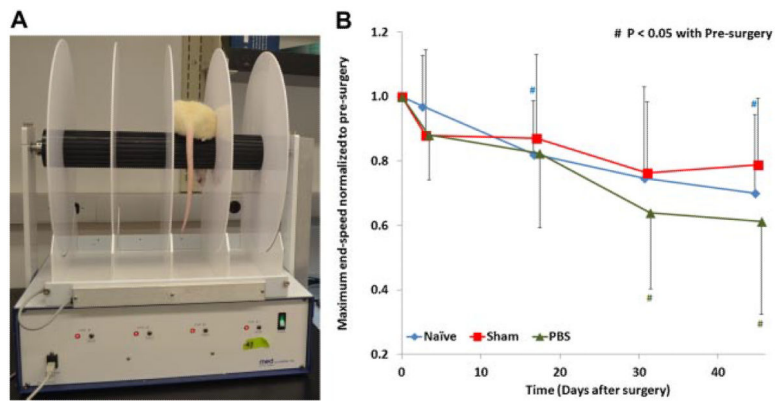 A
B
# P < 0.05 with Pre-surgery
Maximum end-speed normalized to pre-surgery
1.2
1.0
0.8
0.6
0.4
0.2
#
#
#
#
Naïve
Sham
PBS
0
10
20
30
40
Time (Days after surgery)
med